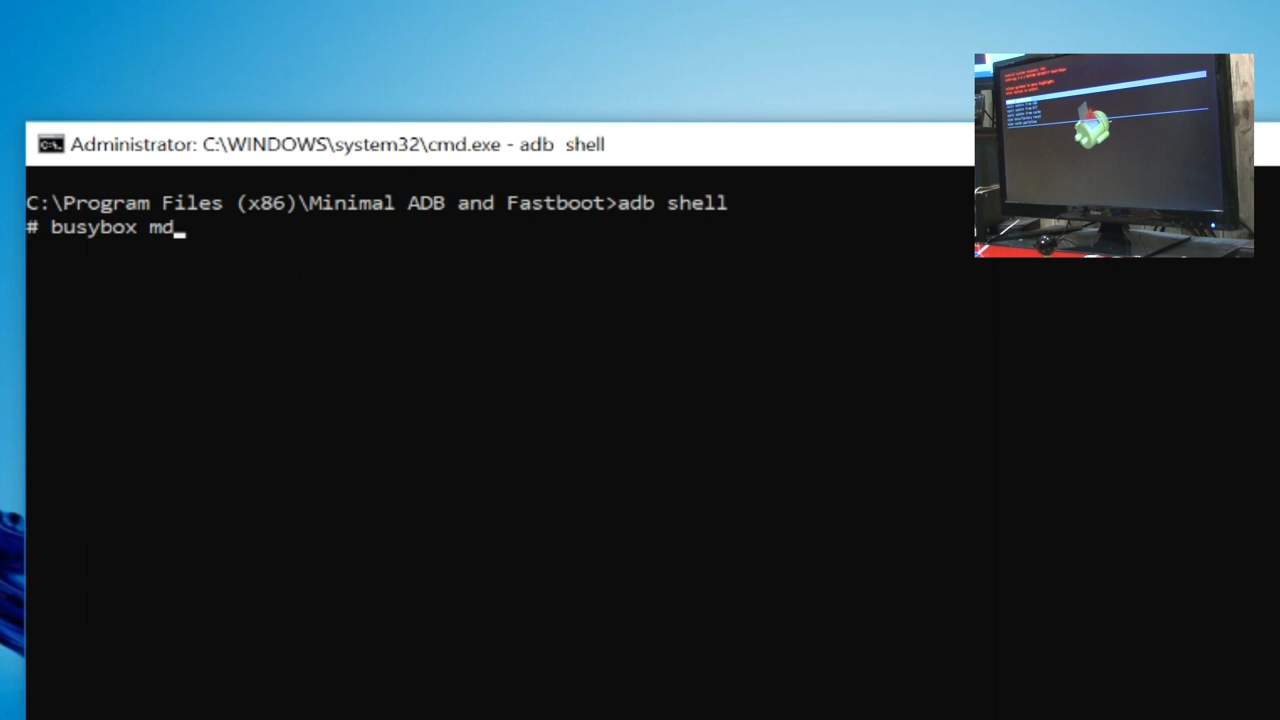 Administrator: C:\WINDOWS\system32\cmd.exe - adb  shell
C:\Program Files (x86)\Minimal ADB and Fastboot>adb shell
# busybox md_